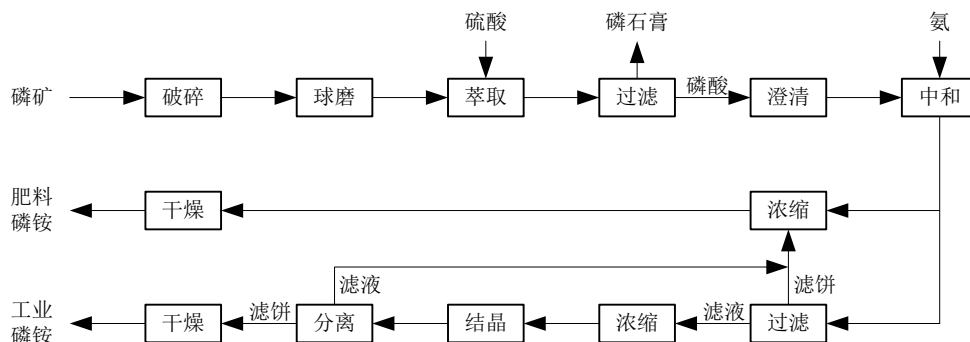 硫酸
磷石膏
氨
磷矿
破碎
球磨
萃取
过滤
磷酸
澄清
中和
肥料
磷铵
干燥
浓缩
滤液
滤饼
工业
磷铵
干燥
滤饼
分离
结晶
浓缩
滤液
过滤